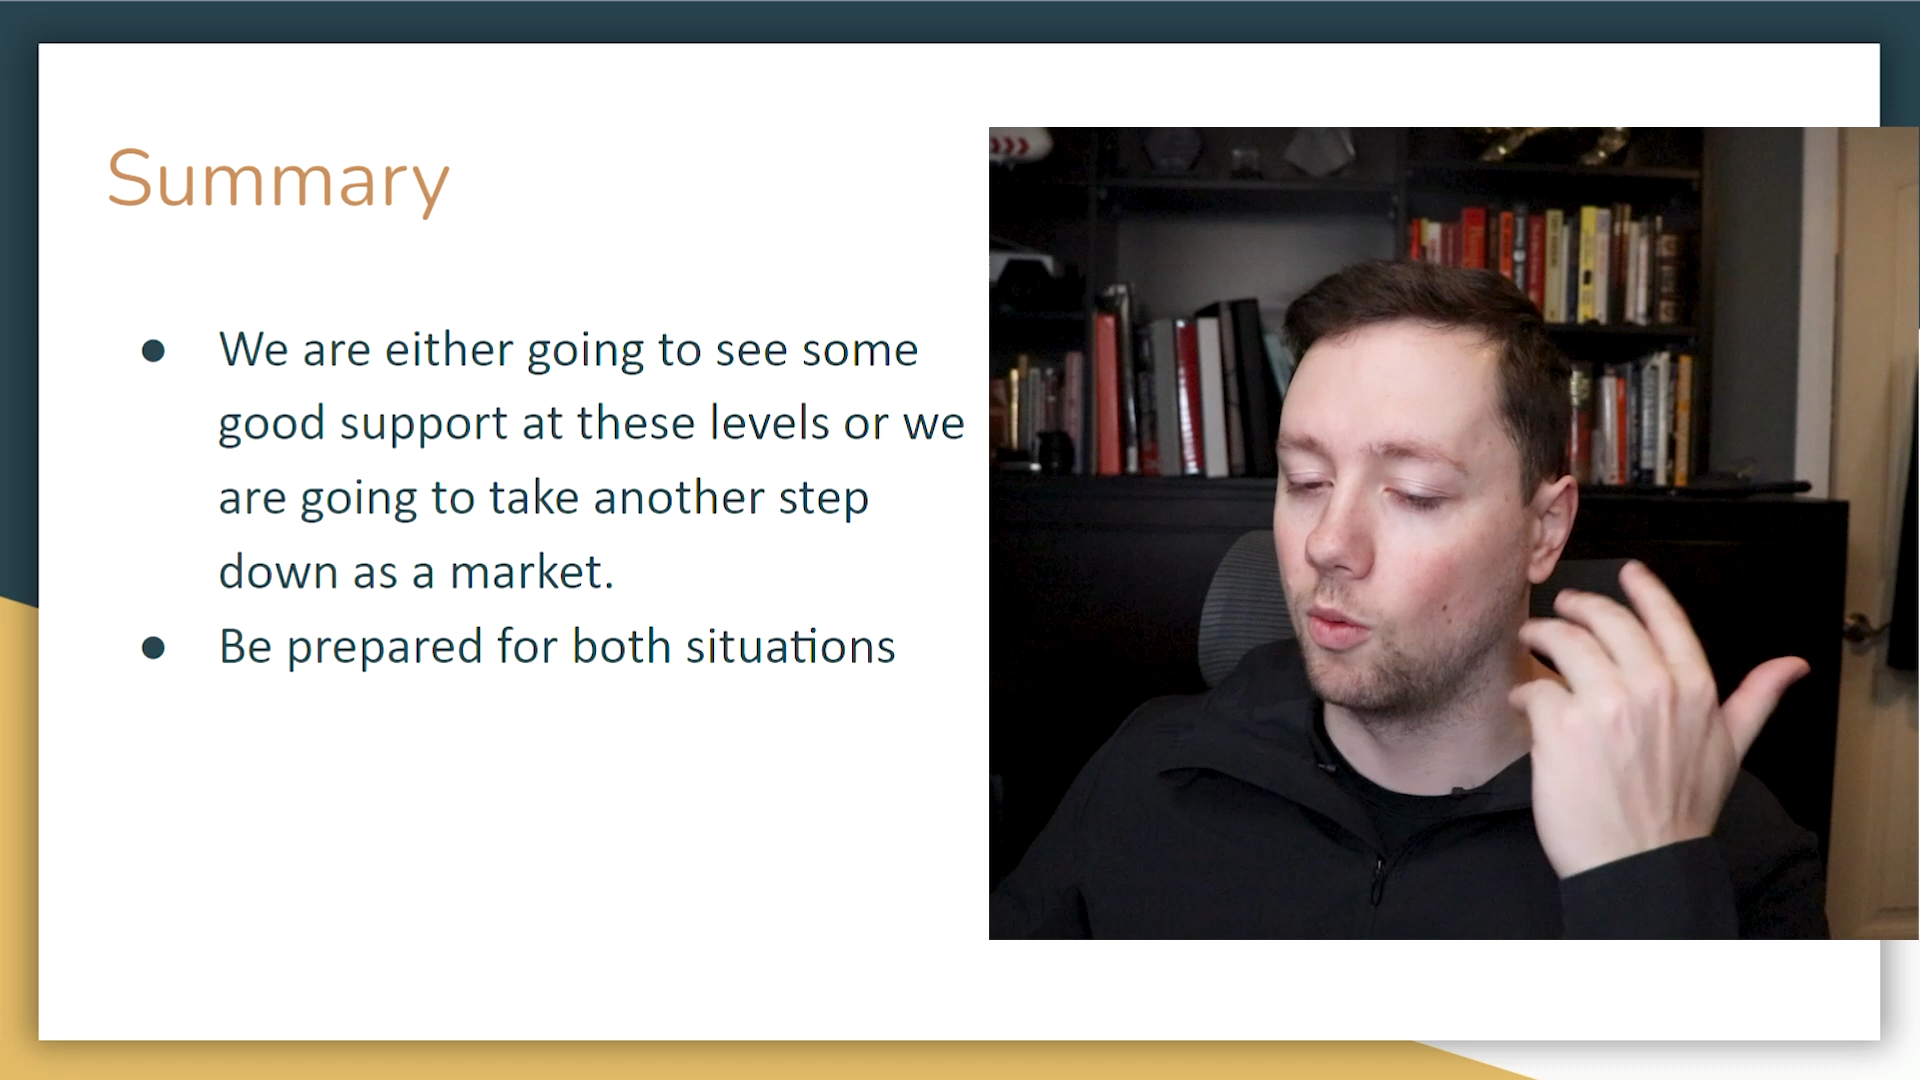 Summary
● We are either going to see some
good support at these levels or we
are going to take another step
down as a market.
● Be prepared for both situations